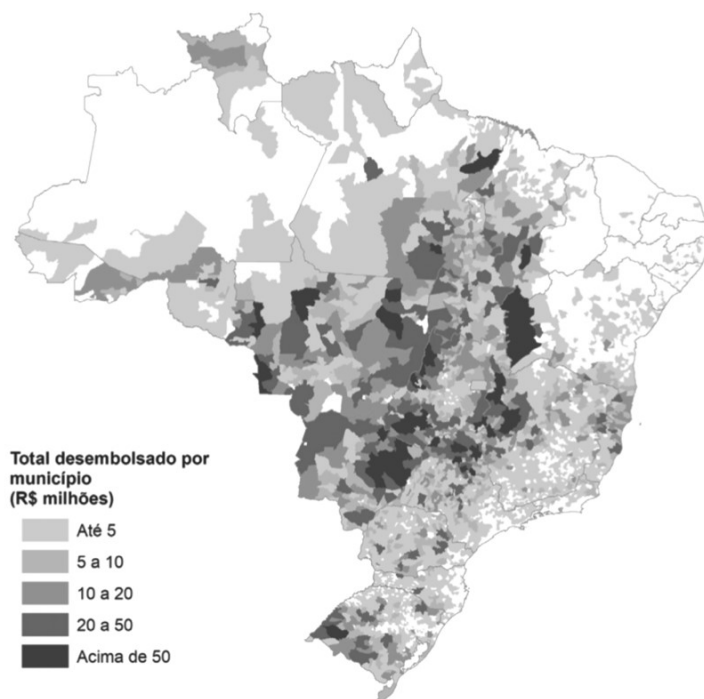 Total desembolsado por
município
(R$ milhões)
Até 5
5 a 10
10 a 20
20 a 50
Acima de 50